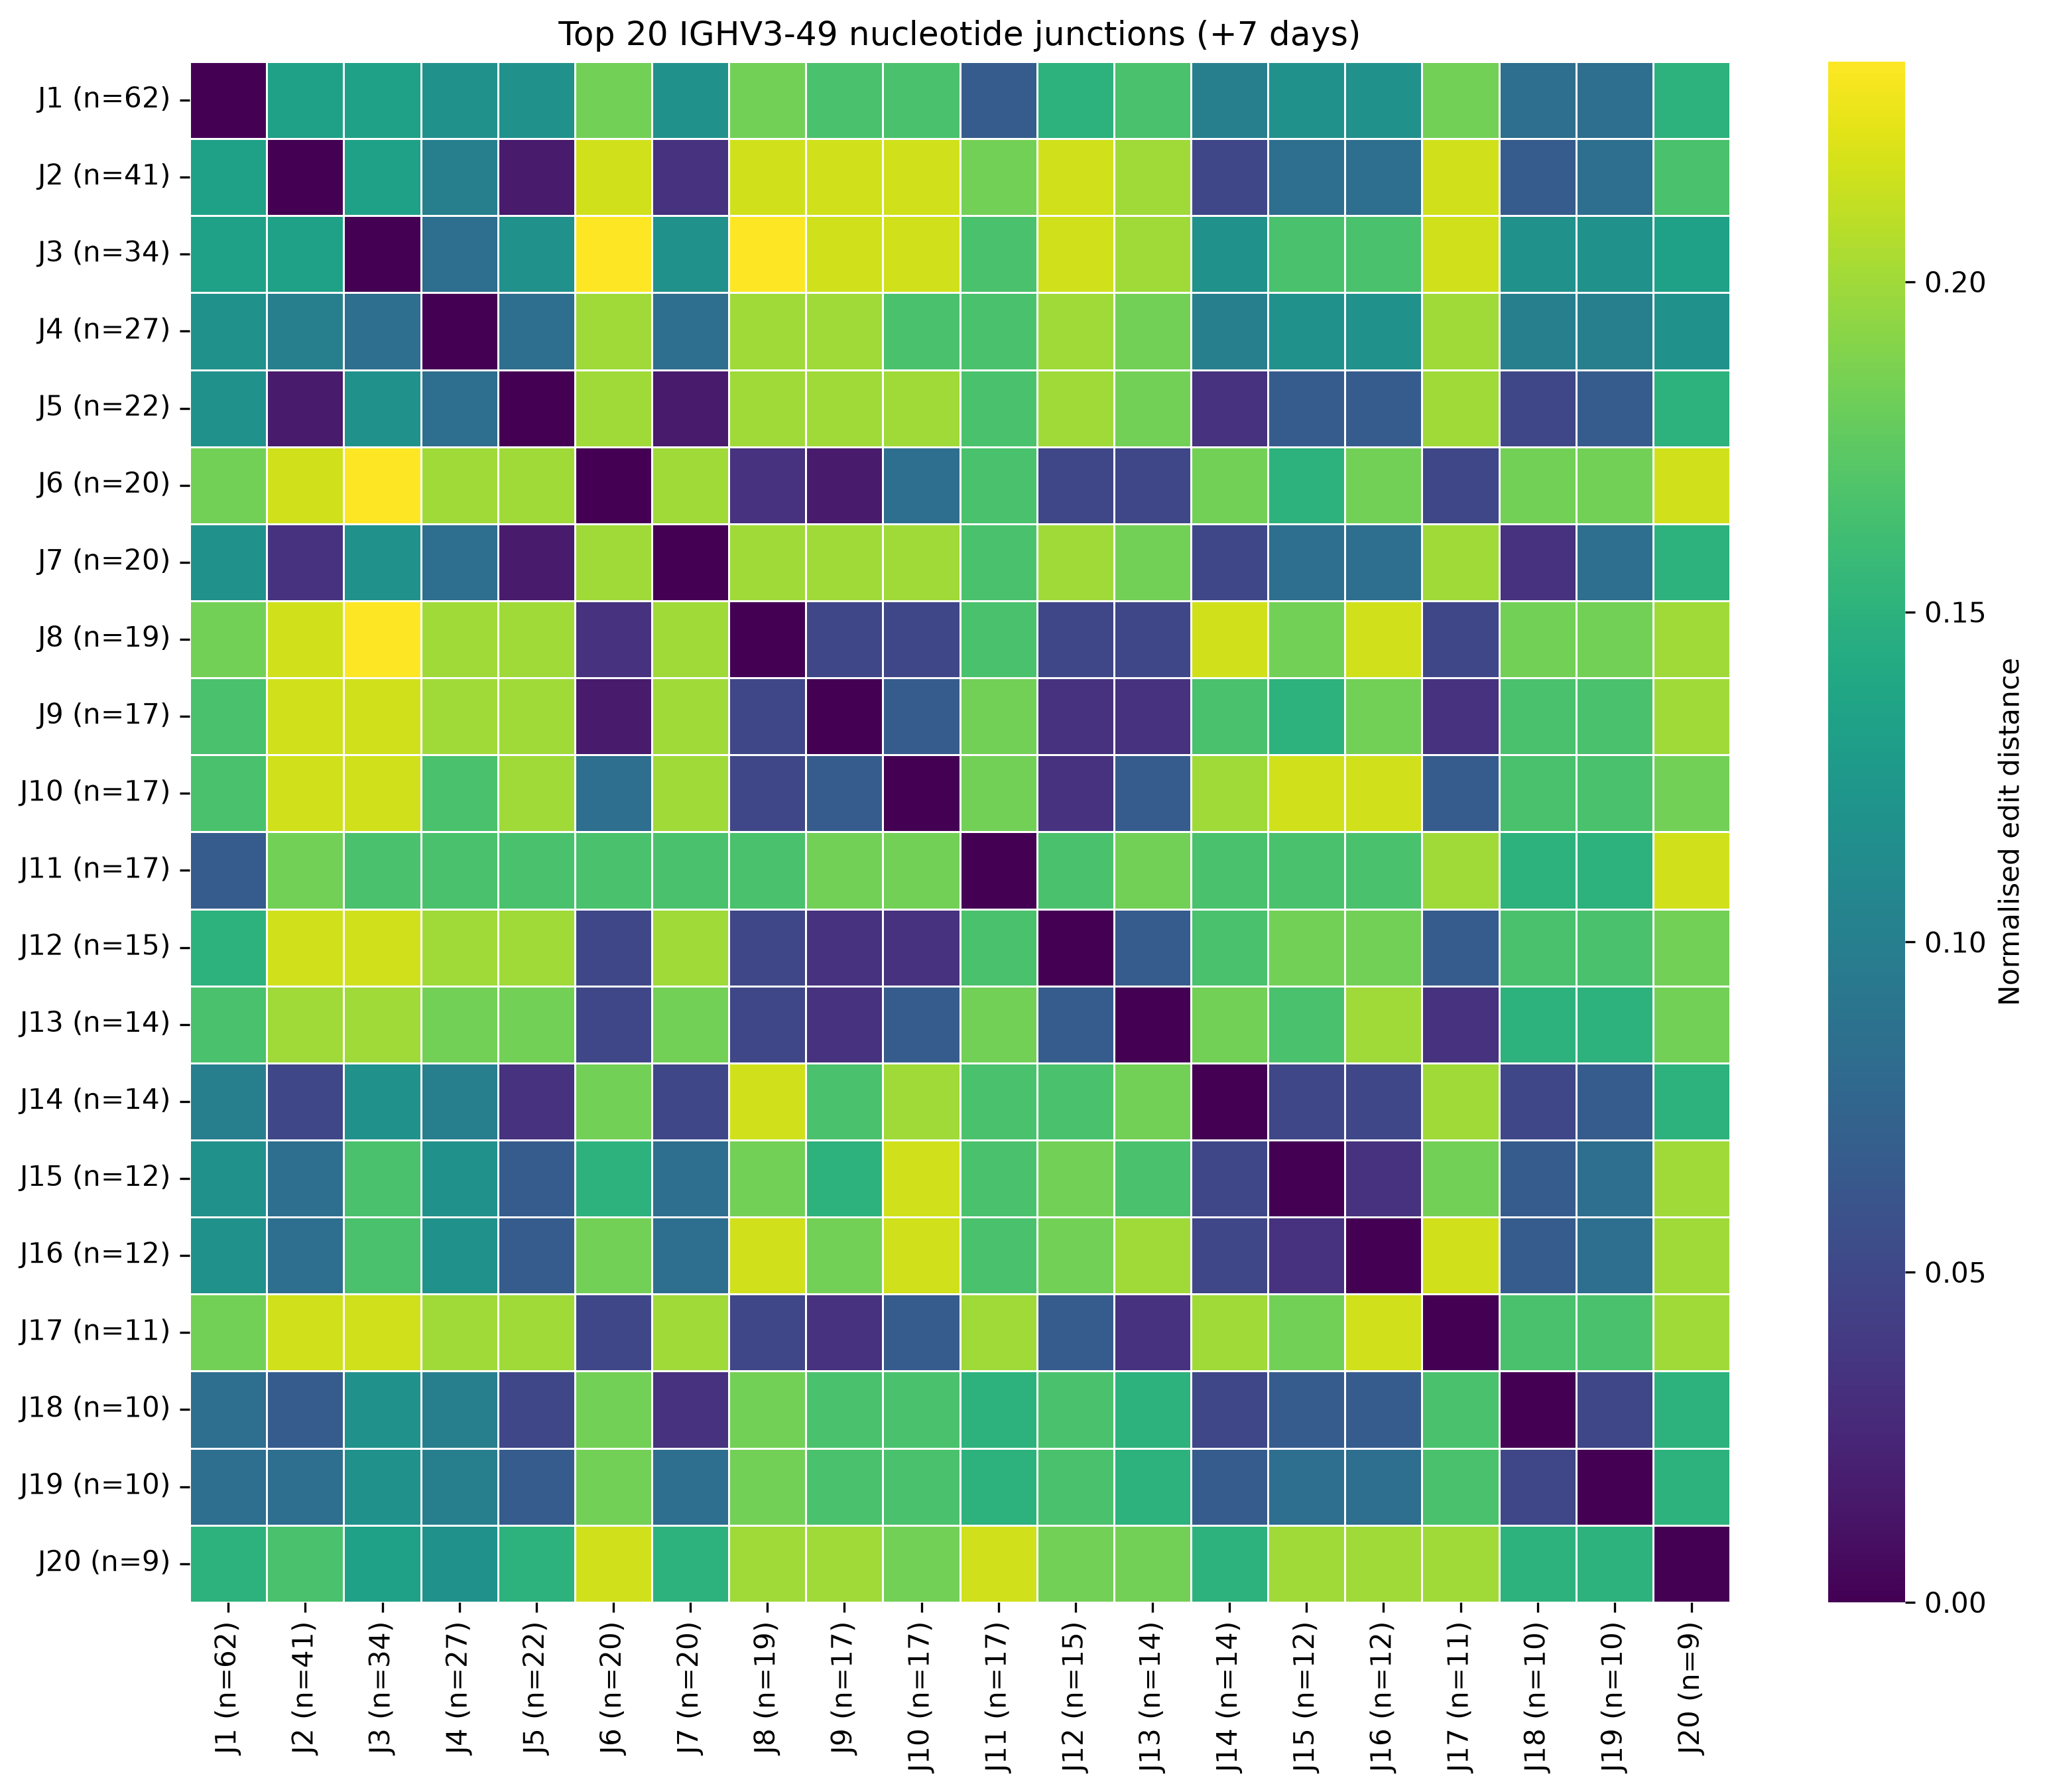 Top 20 IGHV3-49 nucleotide junctions (+7 days)
J1 (n=62)
J2 (n=41)
J3 (n=34)
J4 (n=27)
J5 (n=22)
J6 (n=20)
J7 (n=20)
J8 (n=19)
J9 (n=17)
J10 (n=17)
J11 (n=17)
J12 (n=15)
J13 (n=14)
J14 (n=14)
J15 (n=12)
J16 (n=12)
J17 (n=11)
J18 (n=10)
J19 (n=10)
J20 (n=9)
J1 (n=62)
J2 (n=41)
J3 (n=34)
J4 (n=27)
J5 (n=22)
J6 (n=20)
J7 (n=20)
J8 (n=19)
J9 (n=17)
J10 (n=17)
J11 (n=17)
J12 (n=15)
J13 (n=14)
J14 (n=14)
J15 (n=12)
J16 (n=12)
J17 (n=11)
J18 (n=10)
J19 (n=10)
J20 (n=9)
0.20
0.15
0.10
0.05
0.00
Normalised edit distance